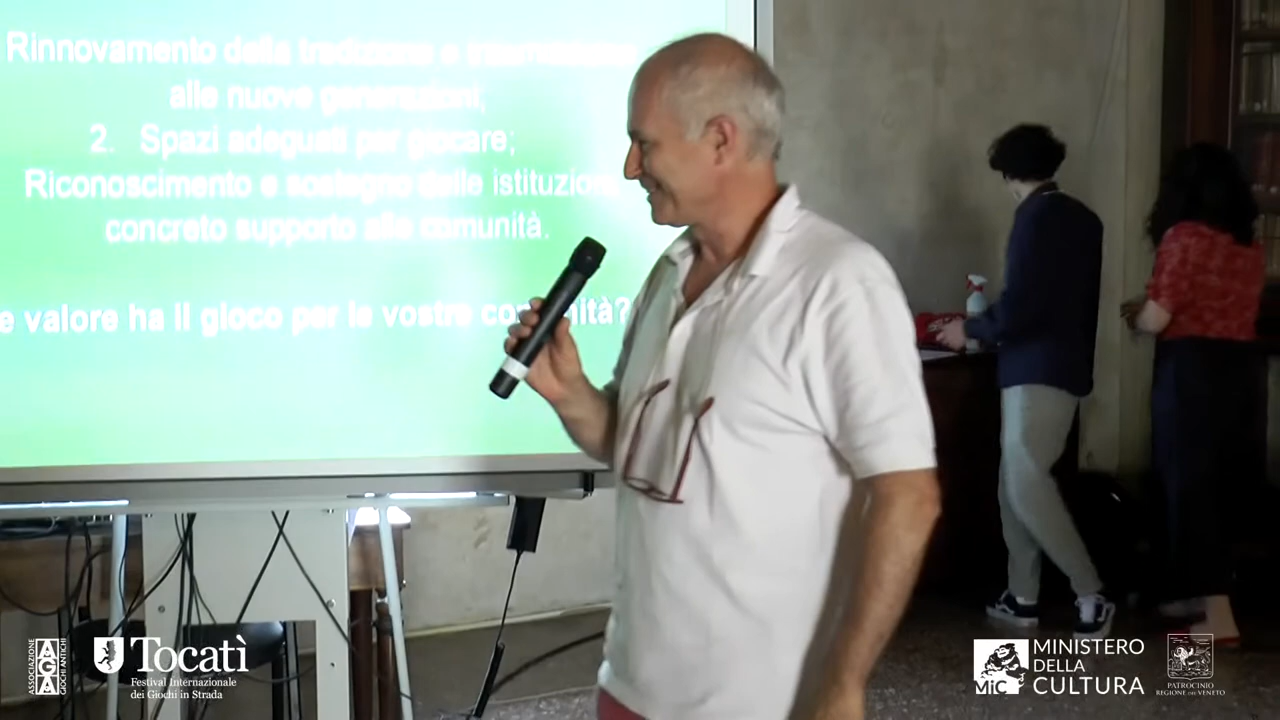 Rinnovamento della tradizione e
alle nuove generazioni;
2. Spazi adeguati per giocare;
Riconoscimento e sostegno delle istituzioni
concreto supporto alle comunità.
e valore ha il gioco per le vostre comunità?
ASSOCIAZIONE
AGA
GIOCHI ANTICHI
Tocatì
Festival Internazionale
dei Giochi in Strada
MiC
MINISTERO
DELLA
CULTURA
PATROCINIO
REGIONE DEL VENETO